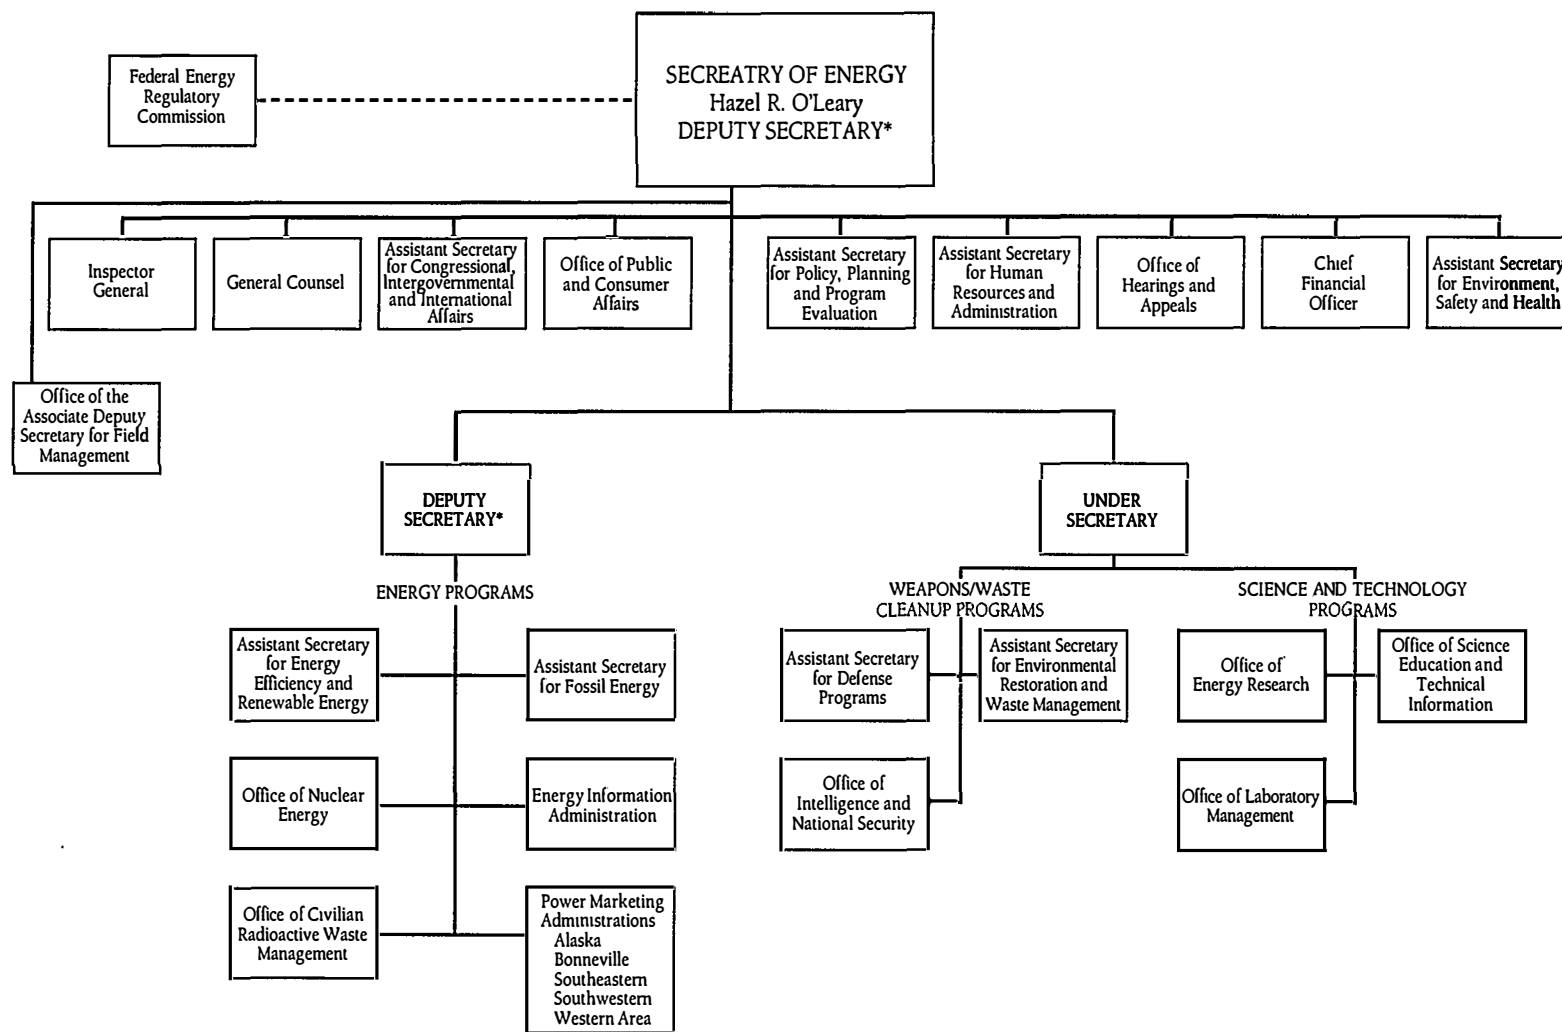 Federal Energy
Regulatory
Commission
SECREATRY OF ENERGY
Hazel R. O'Leary
DEPUTY SECRETARY*
Inspector
General
General Counsel
Assistant Secretary
for Congressional,
Intergovernmental
and International
Affairs
Office of Public
and Consumer
Affairs
Assistant Secretary
for Policy, Planning
and Program
Evaluation
Assistant Secretary
for Human
Resources and
Administration
Office of
Hearings and
Appeals
Chief
Financial
Officer
Assistant Secretary
for Environment,
Safety and Health
Office of the
Associate Deputy
Secretary for Field
Management
DEPUTY
SECRETARY*
UNDER
SECRETARY
ENERGY PROGRAMS
WEAPONS/WASTE
CLEANUP PROGRAMS
SCIENCE AND TECHNOLOGY
PROGRAMS
Assistant Secretary
for Energy
Efficiency and
Renewable Energy
Assistant Secretary
for Fossil Energy
Assistant Secretary
for Defense
Programs
Assistant Secretary
for Environmental
Restoration and
Waste Management
Office of
Energy Research
Office of Science
Education and
Technical
Information
Office of Nuclear
Energy
Energy Information
Administration
Office of
Intelligence and
National Security
Office of Laboratory
Management
Office of Civilian
Radioactive Waste
Management
Power Marketing
Administrations
Alaska
Bonneville
Southeastern
Southwestern
Western Area